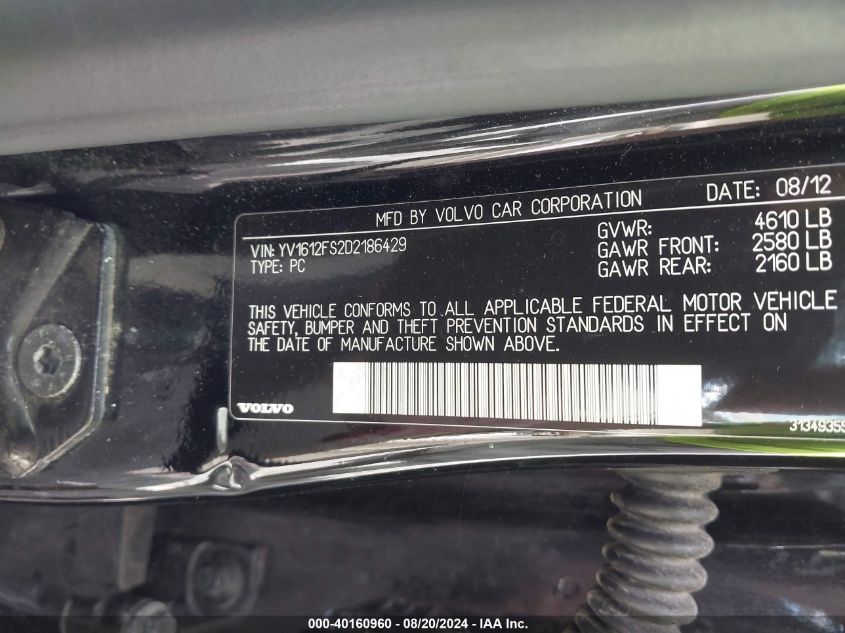 MFD BY VOLVO CAR CORPORATION DATE: 08/12
VIN: YV1612FS2D2186429
TYPE: PC
GVWR: 4610 LB
GAWR FRONT: 2580 LB
GAWR REAR: 2160 LB
THIS VEHICLE CONFORMS TO ALL APPLICABLE FEDERAL MOTOR VEHICLE
SAFETY, BUMPER AND THEFT PREVENTION STANDARDS IN EFFECT ON
THE DATE OF MANUFACTURE SHOWN ABOVE.
VOLVO
000-40160960 - 08/20/2024 - IAA Inc.